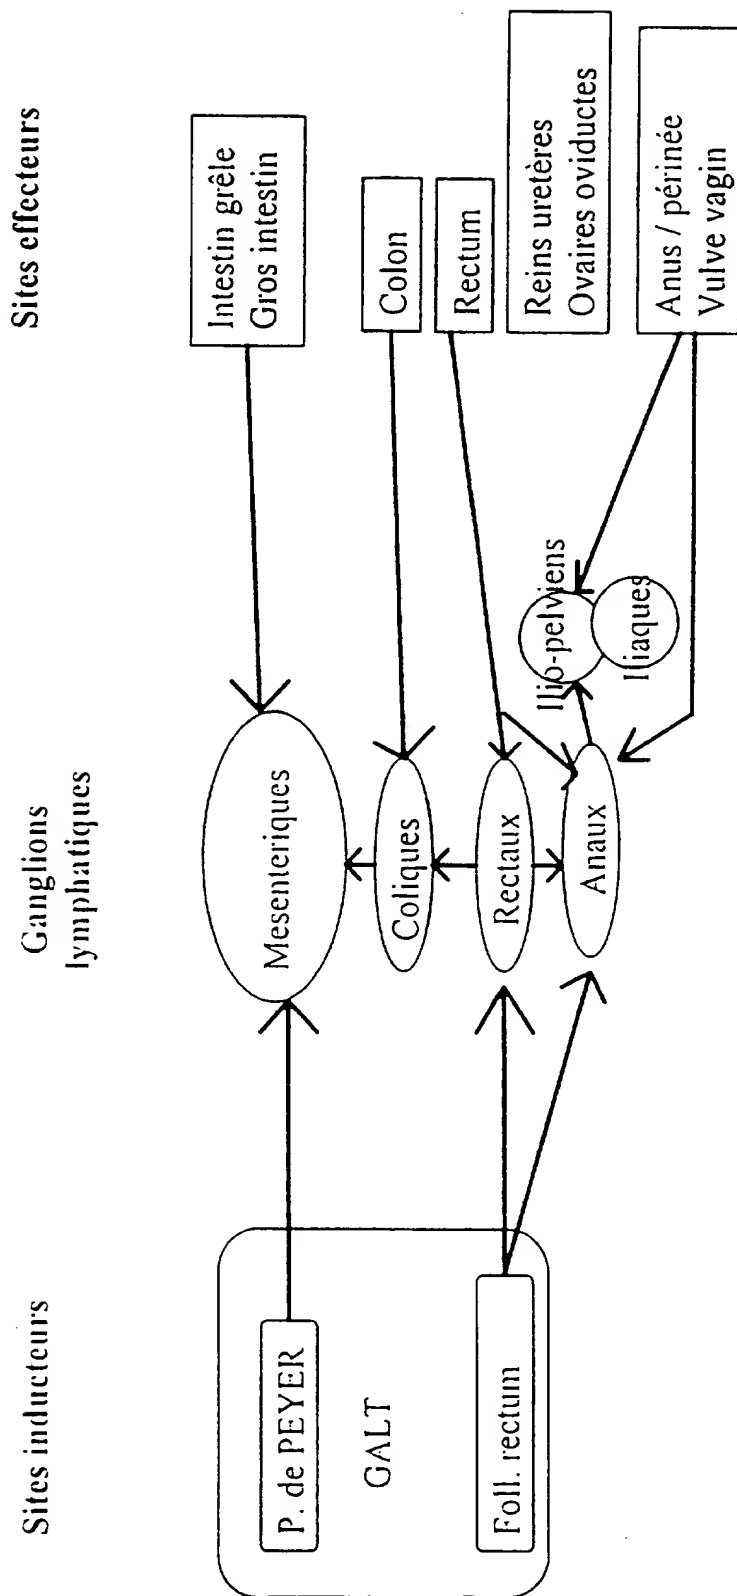 Sites inducteurs
Ganglions
lymphatiques
Sites effecteurs
P. de PEYER
GALT
Foll. rectum
Mesenteriques
Coliques
Rectaux
Anaux
Ilio-pelviens
Iliaques
Intestin grêle
Gros intestin
Colon
Rectum
Reins uretères
Ovaires oviductes
Anus / périnée
Vulve vagin